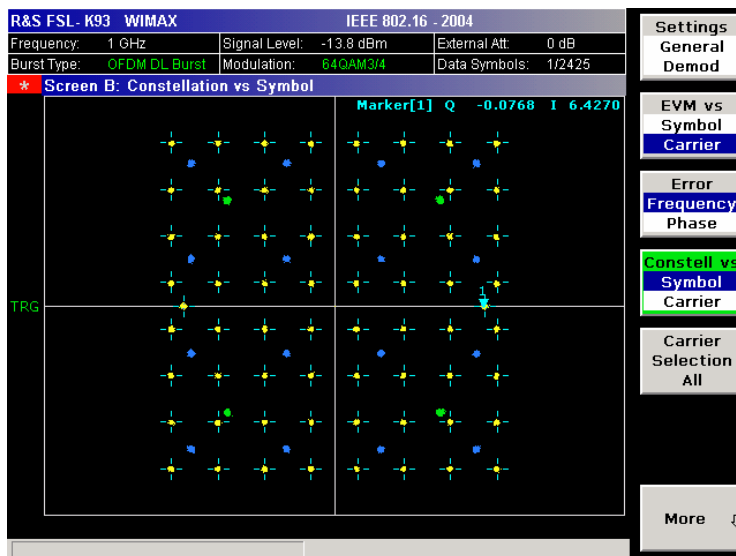 R&S FSL-K93 WIMAX IEEE 802.16 - 2004
Frequency: 1 GHz Signal Level: -13.8 dBm External Att: 0 dB
Burst Type: OFDM DL Burst Modulation: 64QAM3/4 Data Symbols: 1/2425
* Screen B: Constellation vs Symbol
Marker[1] Q -0.0768 I 6.4270
1
TRG
Settings
General
Demod
EVM vs
Symbol
Carrier
Error
Frequency
Phase
Constell vs
Symbol
Carrier
Carrier
Selection
All
More